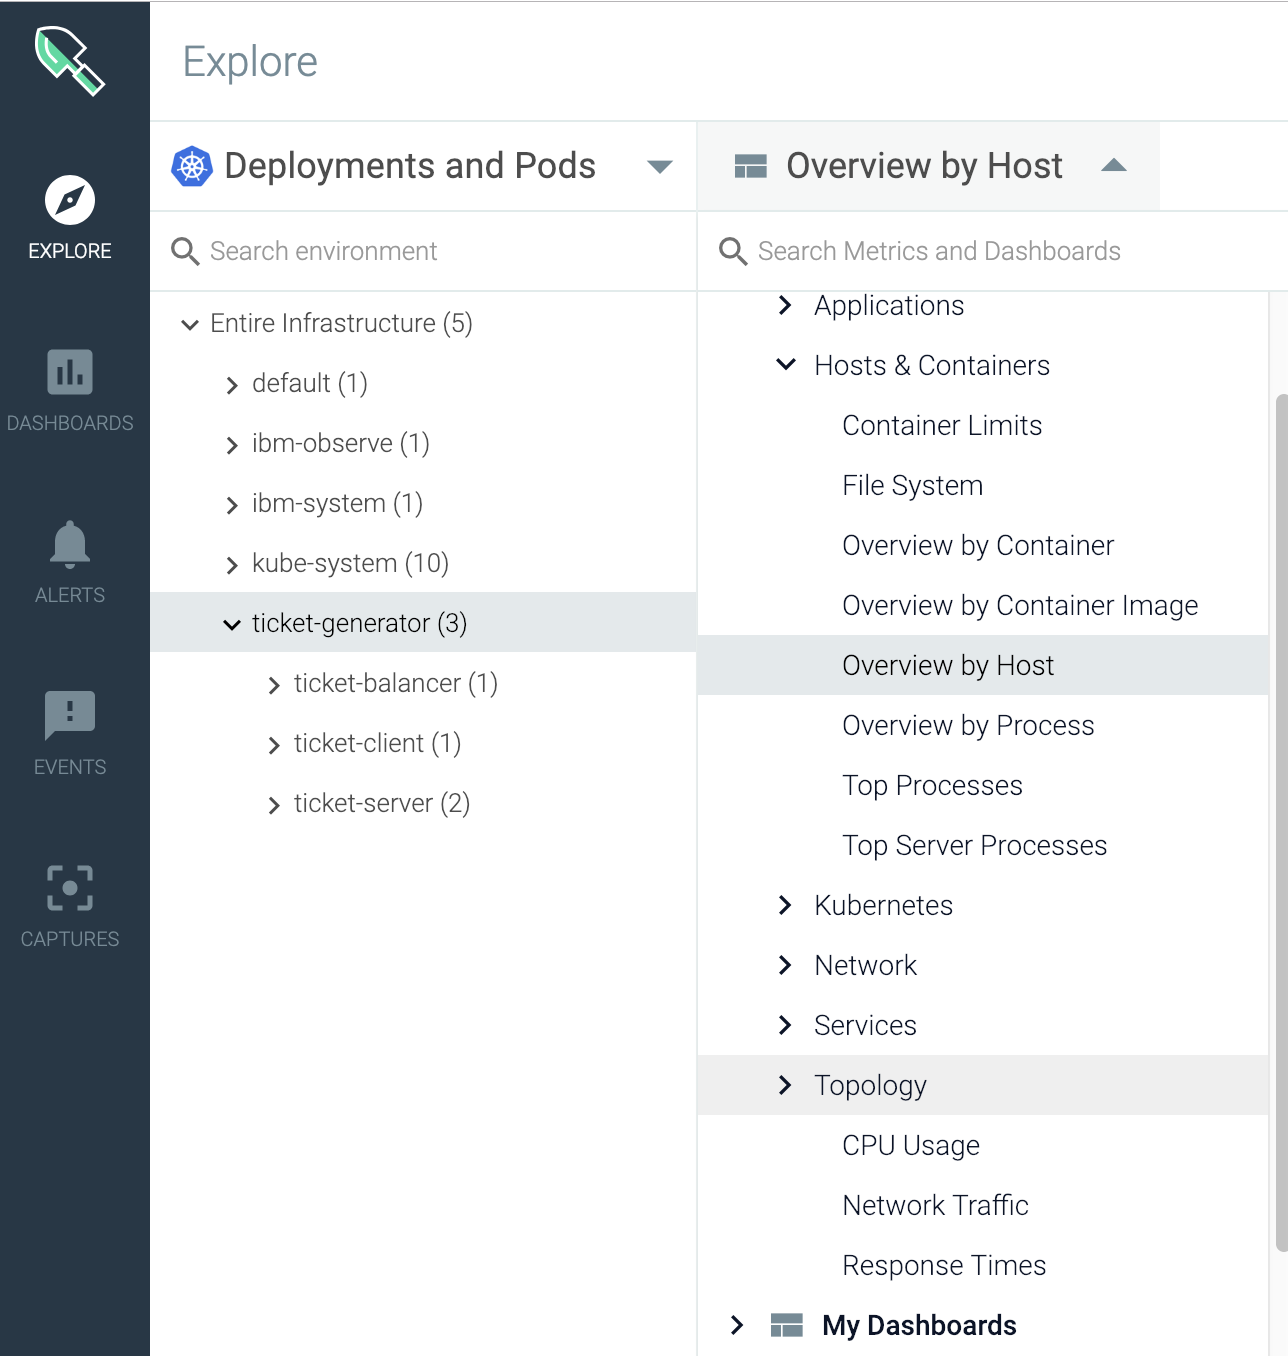 Explore
EXPLORE
DASHBOARDS
ALERTS
EVENTS
CAPTURES
Deployments and Pods
Search environment
Entire Infrastructure (5)
default (1)
ibm-observe (1)
ibm-system (1)
kube-system (10)
ticket-generator (3)
ticket-balancer (1)
ticket-client (1)
ticket-server (2)
Overview by Host
Search Metrics and Dashboards
Applications
Hosts & Containers
Container Limits
File System
Overview by Container
Overview by Container Image
Overview by Host
Overview by Process
Top Processes
Top Server Processes
Kubernetes
Network
Services
Topology
CPU Usage
Network Traffic
Response Times
My Dashboards